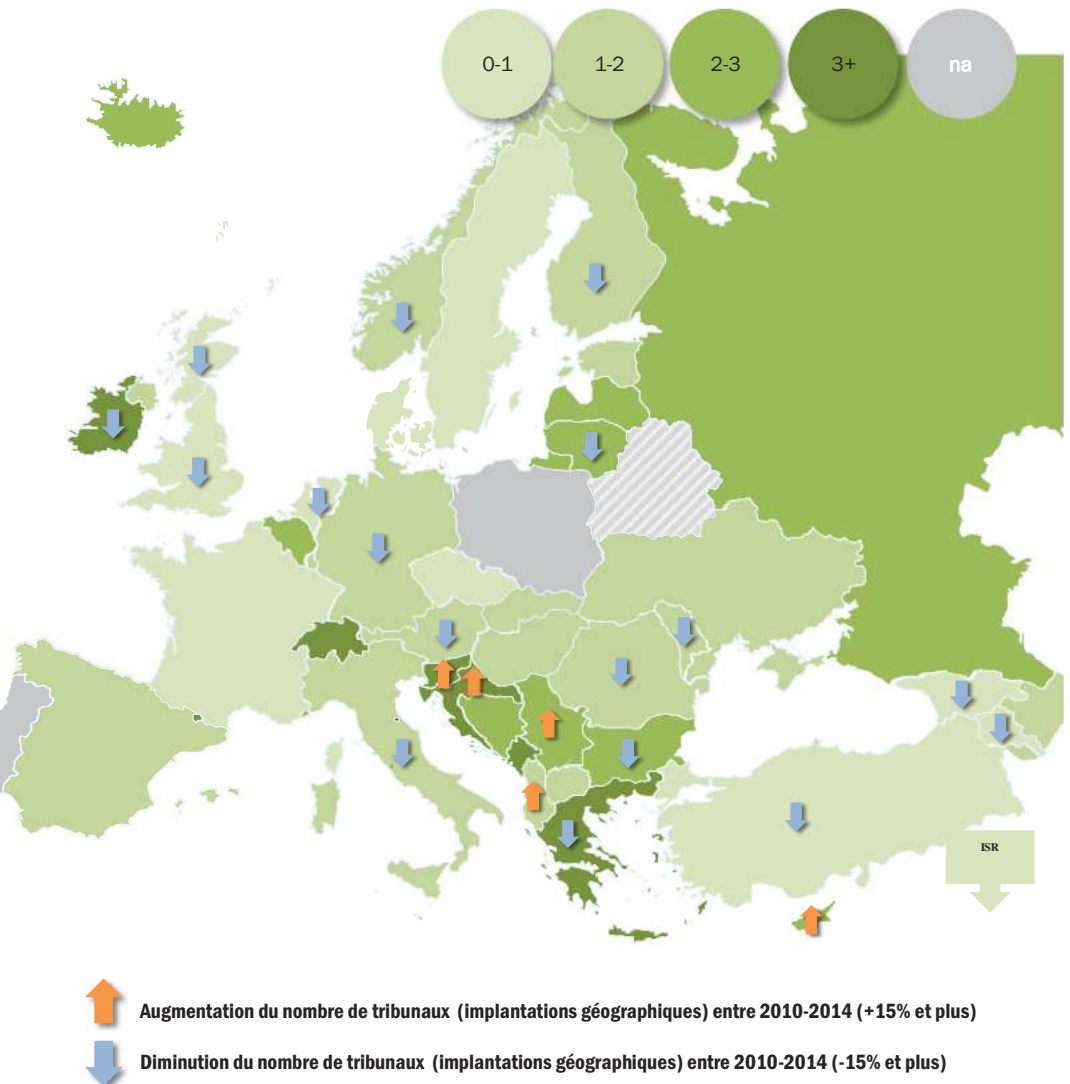 0-1 1-2 2-3 3+ na
ISR
Augmentation du nombre de tribunaux (implantations géographiques) entre 2010-2014 (+15% et plus)
Diminution du nombre de tribunaux (implantations géographiques) entre 2010-2014 (-15% et plus)